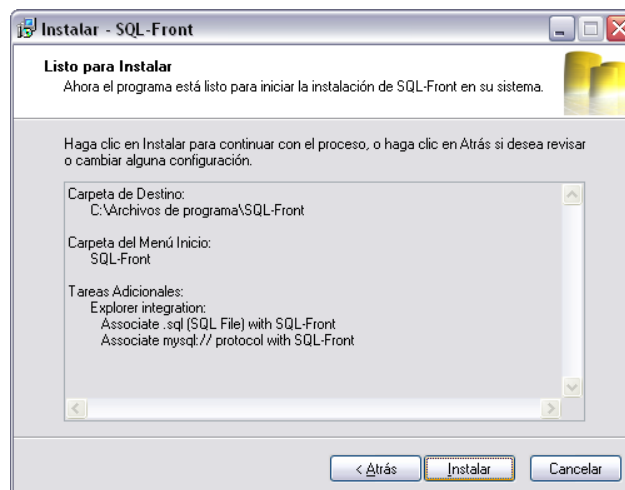 Instalar - SQL-Front
Listo para Instalar
Ahora el programa está listo para iniciar la instalación de SQL-Front en su sistema.
Haga clic en Instalar para continuar con el proceso, o haga clic en Atrás si desea revisar
o cambiar alguna configuración.
Carpeta de Destino:
C:\Archivos de programa\SQL-Front
Carpeta del Menú Inicio:
SQL-Front
Tareas Adicionales:
Explorer integration:
Associate .sql (SQL File) with SQL-Front
Associate mysql:// protocol with SQL-Front
< Atrás
Instalar
Cancelar